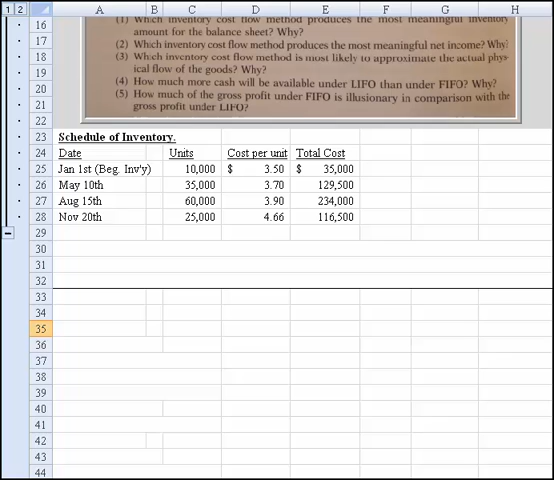 1 2
A B C D E F G H
16 (1) Which inventory cost flow method produces the most meaningful inventory
17 amount for the balance sheet? Why?
(2) Which inventory cost flow method produces the most meaningful net income? Why?
18 (3) Which inventory cost flow method is most likely to approximate the actual phys-
19 ical flow of the goods? Why?
20 (4) How much more cash will be available under LIFO than under FIFO? Why?
21 (5) How much of the gross profit under FIFO is illusionary in comparison with the
gross profit under LIFO?
22
23 Schedule of Inventory.
24 Date Units Cost per unit Total Cost
25 Jan 1st (Beg. Inv'y) 10,000 $ 3.50 $ 35,000
26 May 10th 35,000 3.70 129,500
27 Aug 15th 60,000 3.90 234,000
28 Nov 20th 25,000 4.66 116,500
29
30
31
32
33
34
35
36
37
38
39
40
41
42
43
44